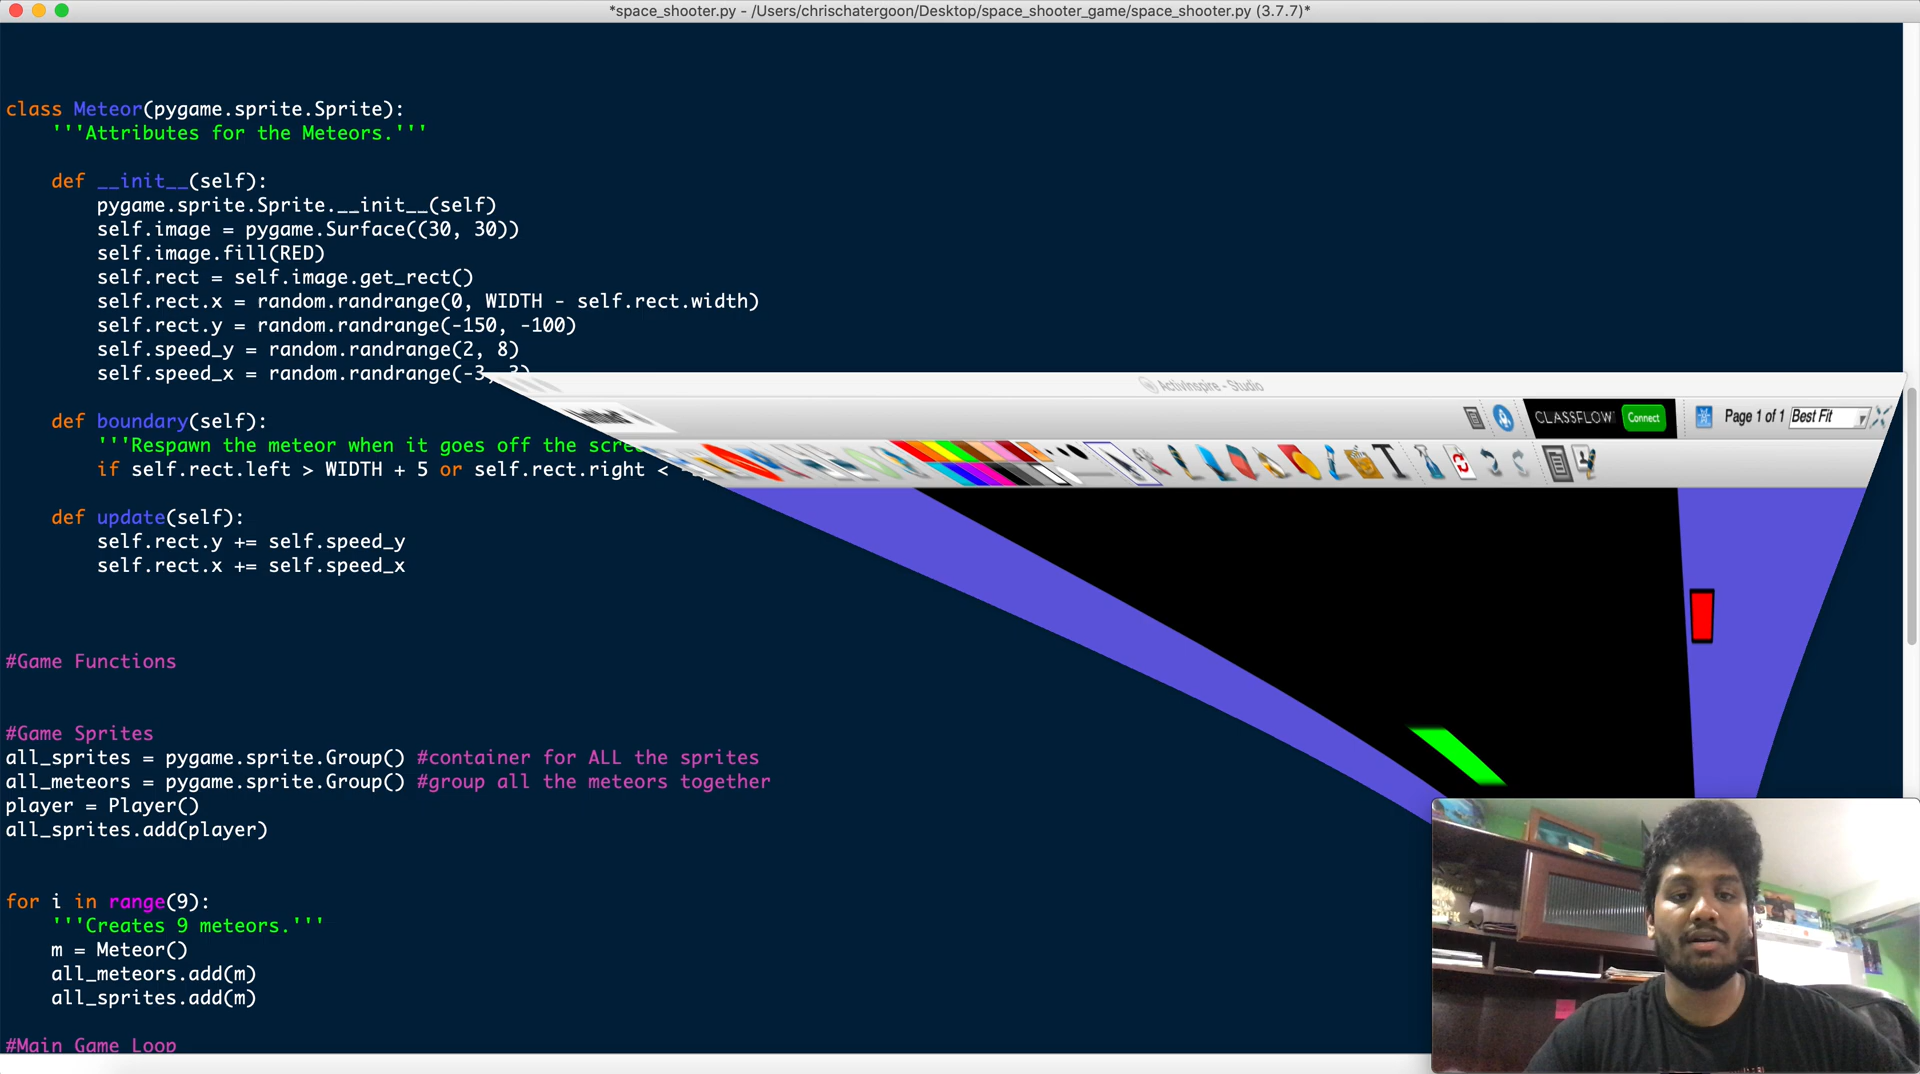 *space_shooter.py - /Users/chrischatergoon/Desktop/space_shooter_game/space_shooter.py (3.7.7)*
class Meteor(pygame.sprite.Sprite):
'''Attributes for the Meteors.'''
def __init__(self):
pygame.sprite.Sprite.__init__(self)
self.image = pygame.Surface((30, 30))
self.image.fill(RED)
self.rect = self.image.get_rect()
self.rect.x = random.randrange(0, WIDTH - self.rect.width)
self.rect.y = random.randrange(-150, -100)
self.speed_y = random.randrange(2, 8)
self.speed_x = random.randrange(-3, 3)
ActivInspire - Studio
def boundary(self):
CLASSFLOW Connect Page 1 of 1 Best Fit
'''Respawn the meteor when it goes off the scre
if self.rect.left > WIDTH + 5 or self.rect.right <
def update(self):
self.rect.y += self.speed_y
self.rect.x += self.speed_x
#Game Functions
#Game Sprites
all_sprites = pygame.sprite.Group() #container for ALL the sprites
all_meteors = pygame.sprite.Group() #group all the meteors together
player = Player()
all_sprites.add(player)
for i in range(9):
'''Creates 9 meteors.'''
m = Meteor()
all_meteors.add(m)
all_sprites.add(m)
#Main Game Loop